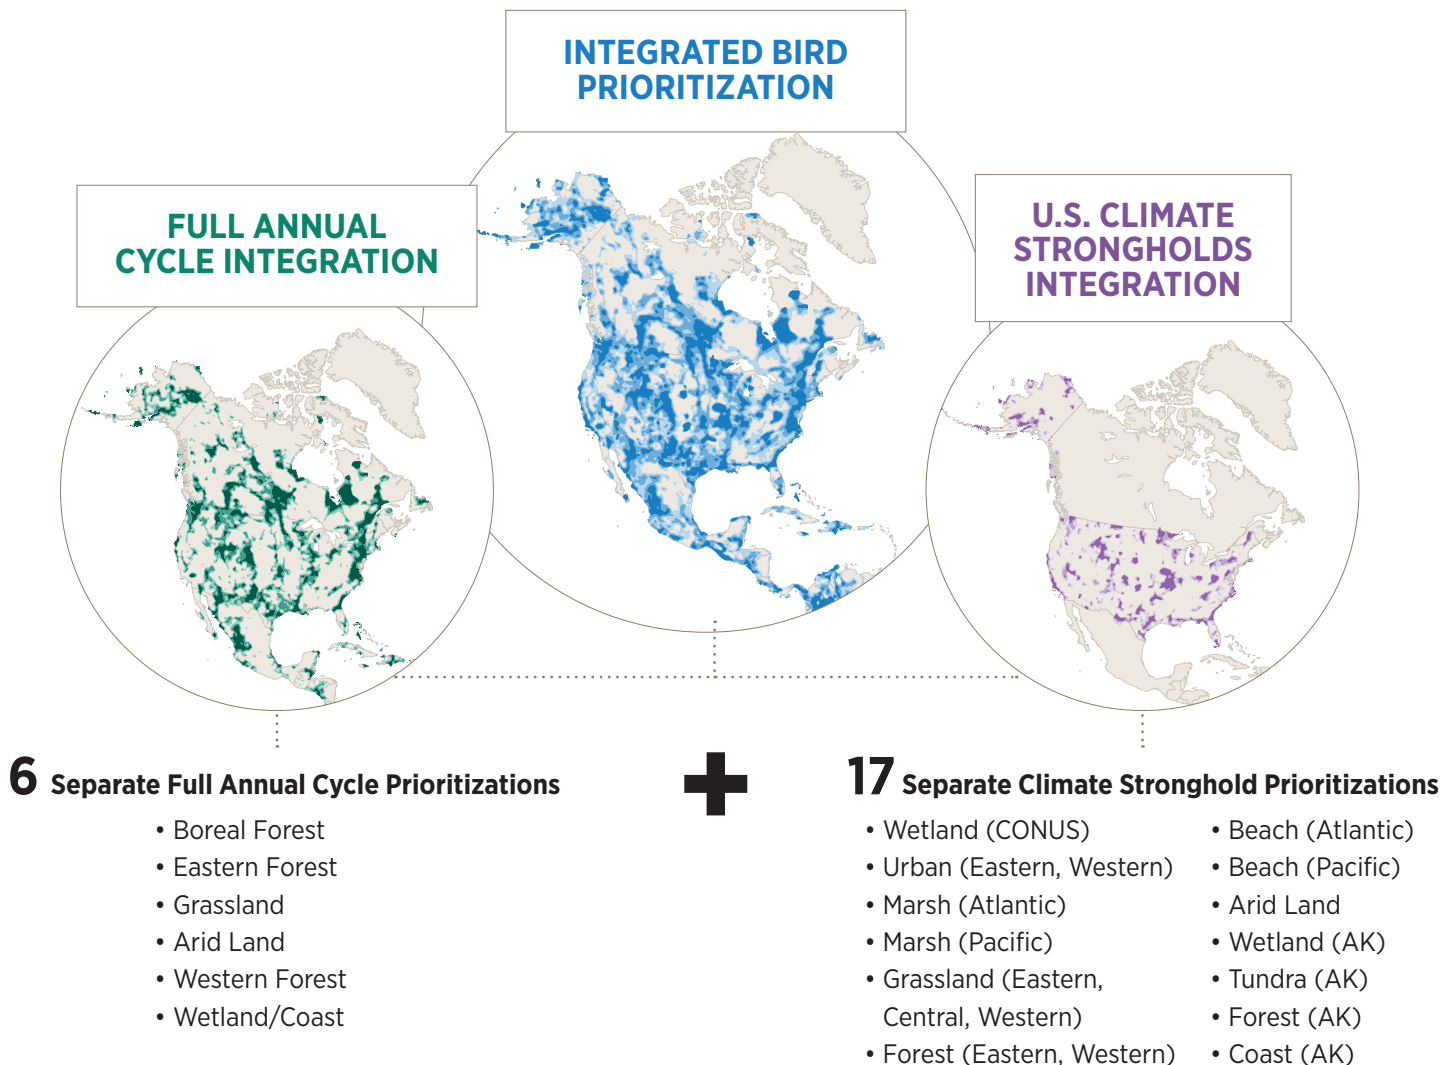 INTEGRATED BIRD
PRIORITIZATION
FULL ANNUAL
CYCLE INTEGRATION
U.S. CLIMATE
STRONGHOLDS
INTEGRATION
6 Separate Full Annual Cycle Prioritizations
• Boreal Forest
• Eastern Forest
• Grassland
• Arid Land
• Western Forest
• Wetland/Coast
+
17 Separate Climate Stronghold Prioritizations
• Wetland (CONUS)
• Urban (Eastern, Western)
• Marsh (Atlantic)
• Marsh (Pacific)
• Grassland (Eastern,
Central, Western)
• Forest (Eastern, Western)
• Beach (Atlantic)
• Beach (Pacific)
• Arid Land
• Wetland (AK)
• Tundra (AK)
• Forest (AK)
• Coast (AK)